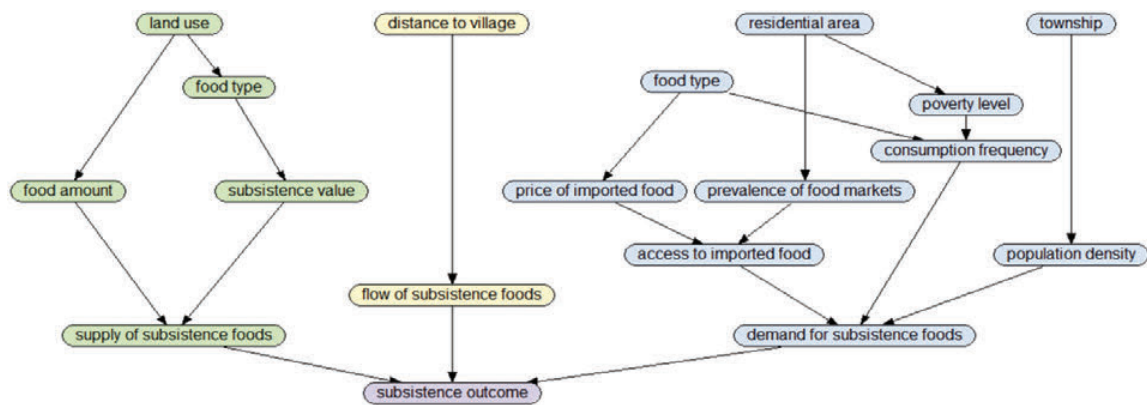 land use
distance to village
residential area
township
food type
food type
poverty level
consumption frequency
food amount
subsistence value
price of imported food
prevalence of food markets
access to imported food
population density
flow of subsistence foods
supply of subsistence foods
demand for subsistence foods
subsistence outcome